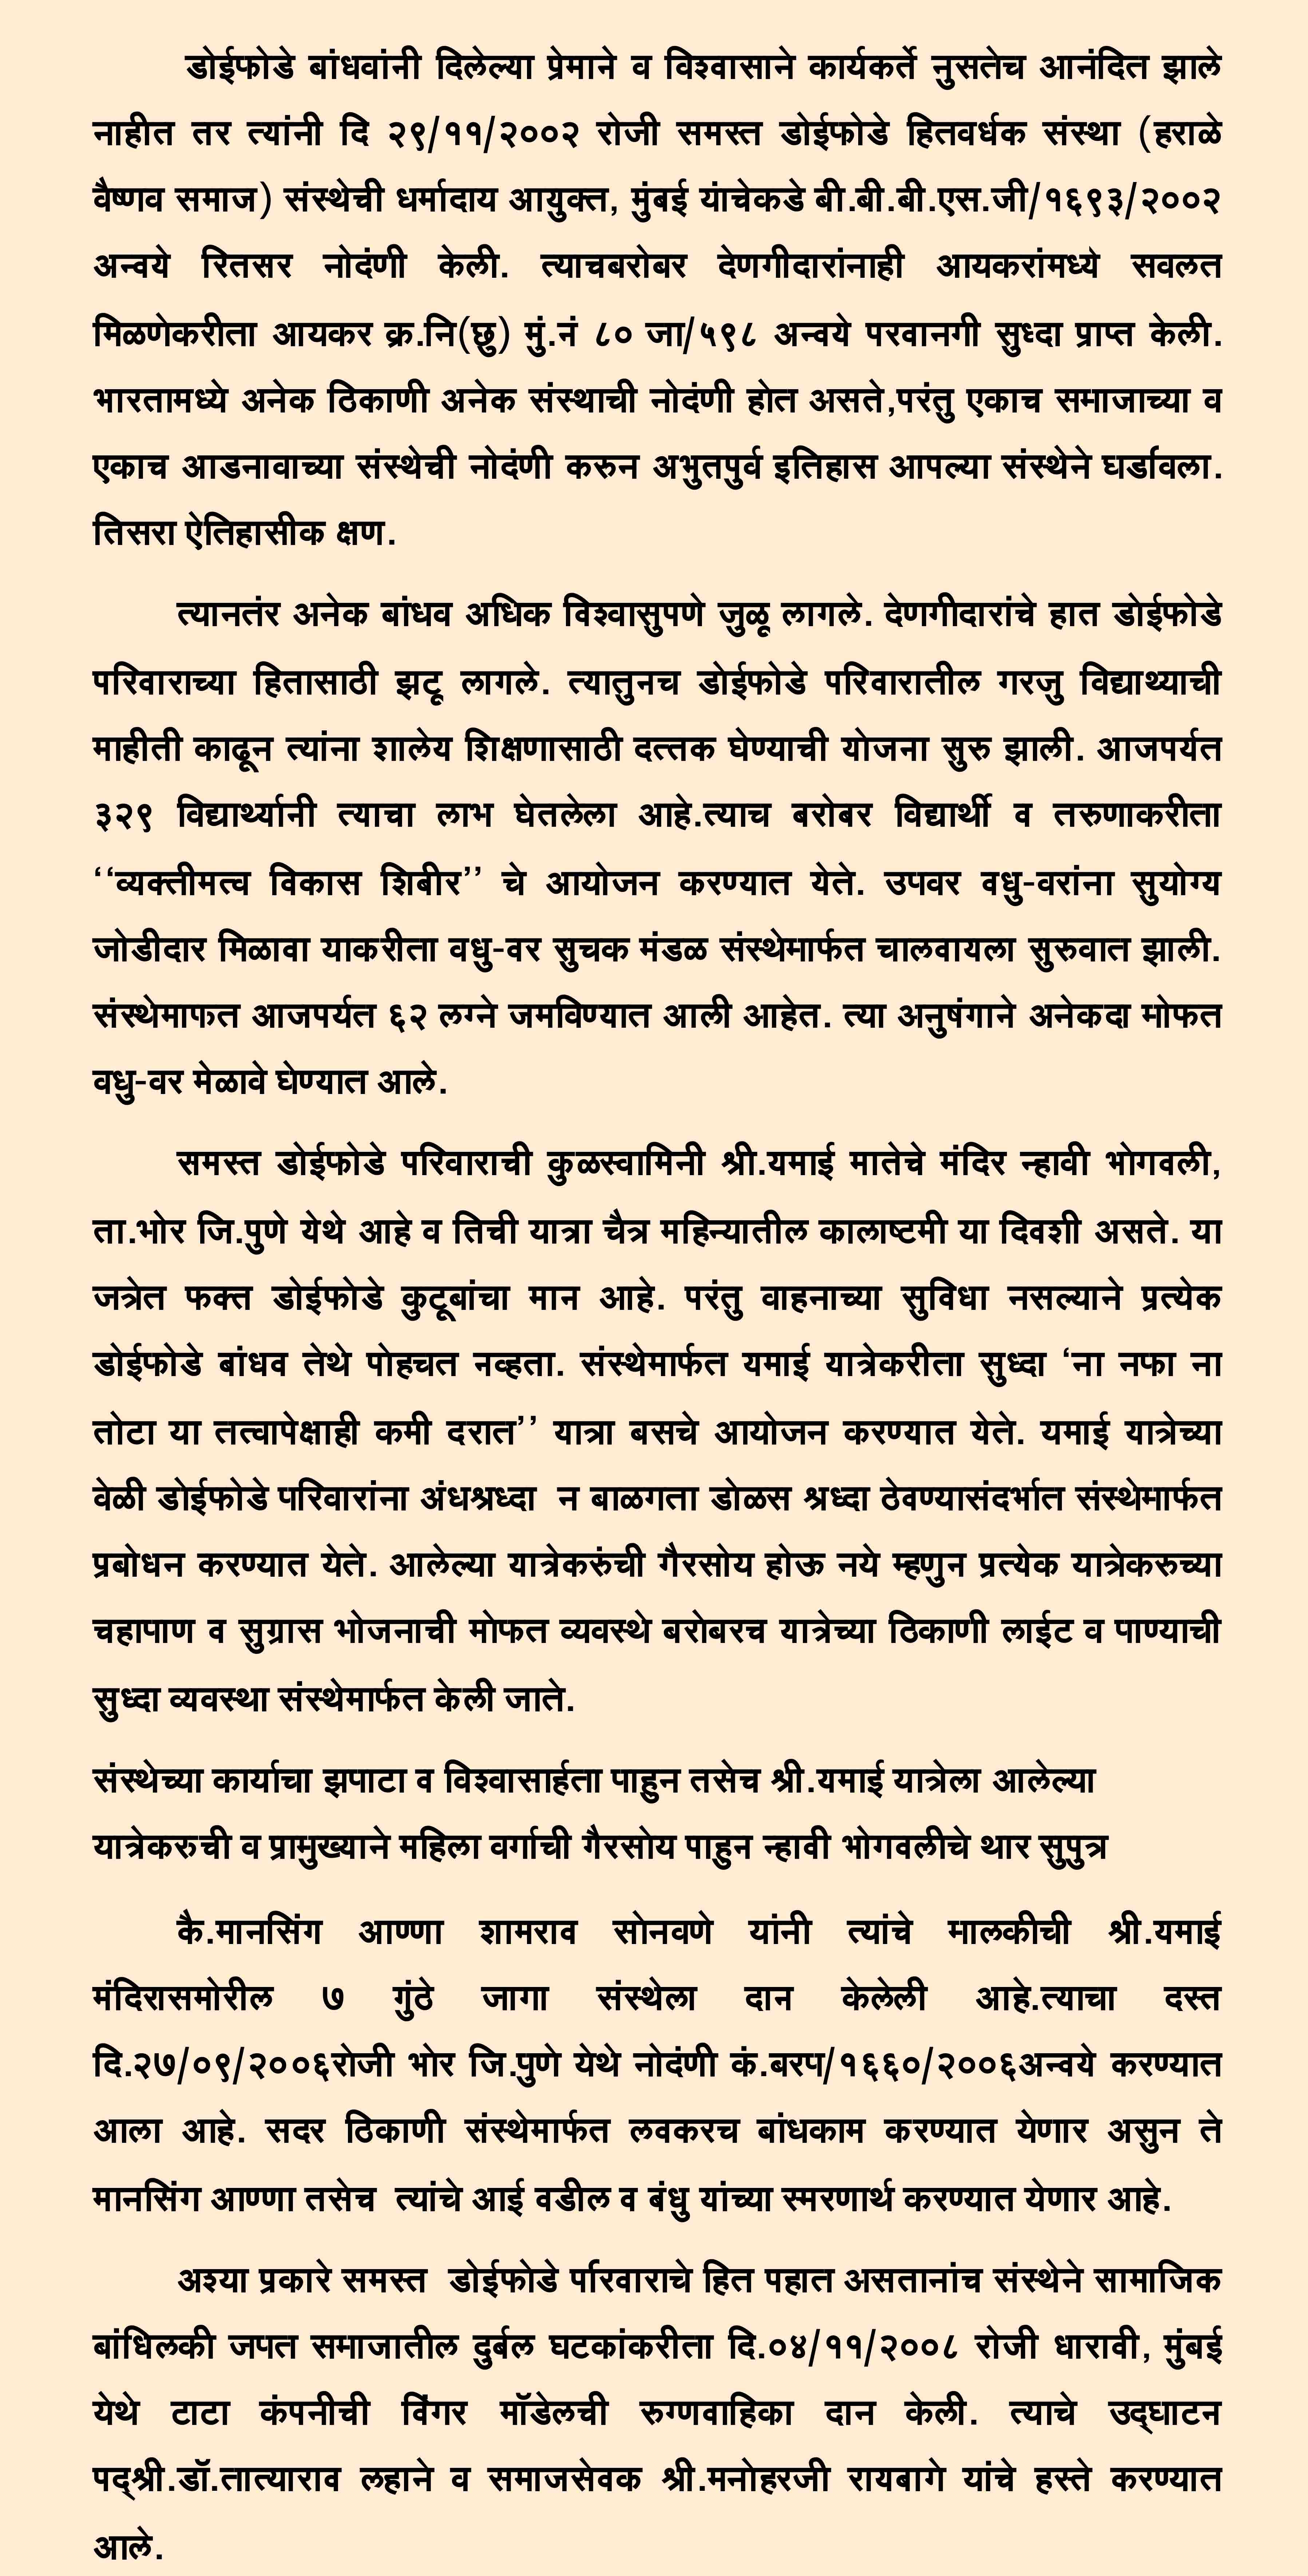 डोईफोडे बांधवांनी दिलेल्या प्रेमाने व विश्वासाने कार्यकर्ते नुसतेच आनंदित झाले
नाहीत तर त्यांनी दि २९/११/२००२ रोजी समस्त डोईफोडे हितवर्धक संस्था (हराळे
वैष्णव समाज) संस्थेची धर्मादाय आयुक्त, मुंबई यांचेकडे बी.बी.बी.एस.जी/१६९३/२००२
अन्वये रितसर नोदंणी केली. त्याचबरोबर देणगीदारांनाही आयकरांमध्ये सवलत
मिळणेकरीता आयकर क्र.नि(छु) मुं.नं ८० जा/५९८ अन्वये परवानगी सुध्दा प्राप्त केली.
भारतामध्ये अनेक ठिकाणी अनेक संस्थाची नोदंणी होत असते,परंतु एकाच समाजाच्या व
एकाच आडनावाच्या संस्थेची नोदंणी करुन अभुतपुर्व इतिहास आपल्या संस्थेने घर्डावला.
तिसरा ऐतिहासीक क्षण.
त्यानतंर अनेक बांधव अधिक विश्वासुपणे जुळू लागले. देणगीदारांचे हात डोईफोडे
परिवाराच्या हितासाठी झटू लागले. त्यातुनच डोईफोडे परिवारातील गरजु विद्याथ्याची
माहीती काढून त्यांना शालेय शिक्षणासाठी दत्तक घेण्याची योजना सुरु झाली. आजपर्यत
३२९ विद्यार्थ्यानी त्याचा लाभ घेतलेला आहे.त्याच बरोबर विद्यार्थी व तरुणाकरीता
‘‘व्यक्तीमत्व विकास शिबीर’’ चे आयोजन करण्यात येते. उपवर वधु-वरांना सुयोग्य
जोडीदार मिळावा याकरीता वधु-वर सुचक मंडळ संस्थेमार्फत चालवायला सुरुवात झाली.
संस्थेमाफत आजपर्यत ६२ लग्ने जमविण्यात आली आहेत. त्या अनुषंगाने अनेकदा मोफत
वधु-वर मेळावे घेण्यात आले.
समस्त डोईफोडे परिवाराची कुळस्वामिनी श्री.यमाई मातेचे मंदिर न्हावी भोगवली,
ता.भोर जि.पुणे येथे आहे व तिची यात्रा चैत्र महिन्यातील कालाष्टमी या दिवशी असते. या
जत्रेत फक्त डोईफोडे कुटूबांचा मान आहे. परंतु वाहनाच्या सुविधा नसल्याने प्रत्येक
डोईफोडे बांधव तेथे पोहचत नव्हता. संस्थेमार्फत यमाई यात्रेकरीता सुध्दा ‘ना नफा ना
तोटा या तत्वापेक्षाही कमी दरात’’ यात्रा बसचे आयोजन करण्यात येते. यमाई यात्रेच्या
वेळी डोईफोडे परिवारांना अंधश्रध्दा न बाळगता डोळस श्रध्दा ठेवण्यासंदर्भात संस्थेमार्फत
प्रबोधन करण्यात येते. आलेल्या यात्रेकरुंची गैरसोय होऊ नये म्हणुन प्रत्येक यात्रेकरुच्या
चहापाण व सुग्रास भोजनाची मोफत व्यवस्थे बरोबरच यात्रेच्या ठिकाणी लाईट व पाण्याची
सुध्दा व्यवस्था संस्थेमार्फत केली जाते.
संस्थेच्या कार्याचा झपाटा व विश्वासार्हता पाहुन तसेच श्री.यमाई यात्रेला आलेल्या
यात्रेकरुची व प्रामुख्याने महिला वर्गाची गैरसोय पाहुन न्हावी भोगवलीचे थार सुपुत्र
कै.मानसिंग आण्णा शामराव सोनवणे यांनी त्यांचे मालकीची श्री.यमाई
मंदिरासमोरील ७ गुंठे जागा संस्थेला दान केलेली आहे.त्याचा दस्त
दि.२७/०९/२००६रोजी भोर जि.पुणे येथे नोदंणी कं.बरप/१६६०/२००६अन्वये करण्यात
आला आहे. सदर ठिकाणी संस्थेमार्फत लवकरच बांधकाम करण्यात येणार असुन ते
मानसिंग आण्णा तसेच त्यांचे आई वडील व बंधु यांच्या स्मरणार्थ करण्यात येणार आहे.
अश्या प्रकारे समस्त डोईफोडे र्पारवाराचे हित पहात असतानांच संस्थेने सामाजिक
बांधिलकी जपत समाजातील दुर्बल घटकांकरीता दि.०४/११/२००८ रोजी धारावी, मुंबई
येथे टाटा कंपनीची विंगर मॉडेलची रुग्णवाहिका दान केली. त्याचे उद्घाटन
पद्श्री.डॉ.तात्याराव लहाने व समाजसेवक श्री.मनोहरजी रायबागे यांचे हस्ते करण्यात
आले.